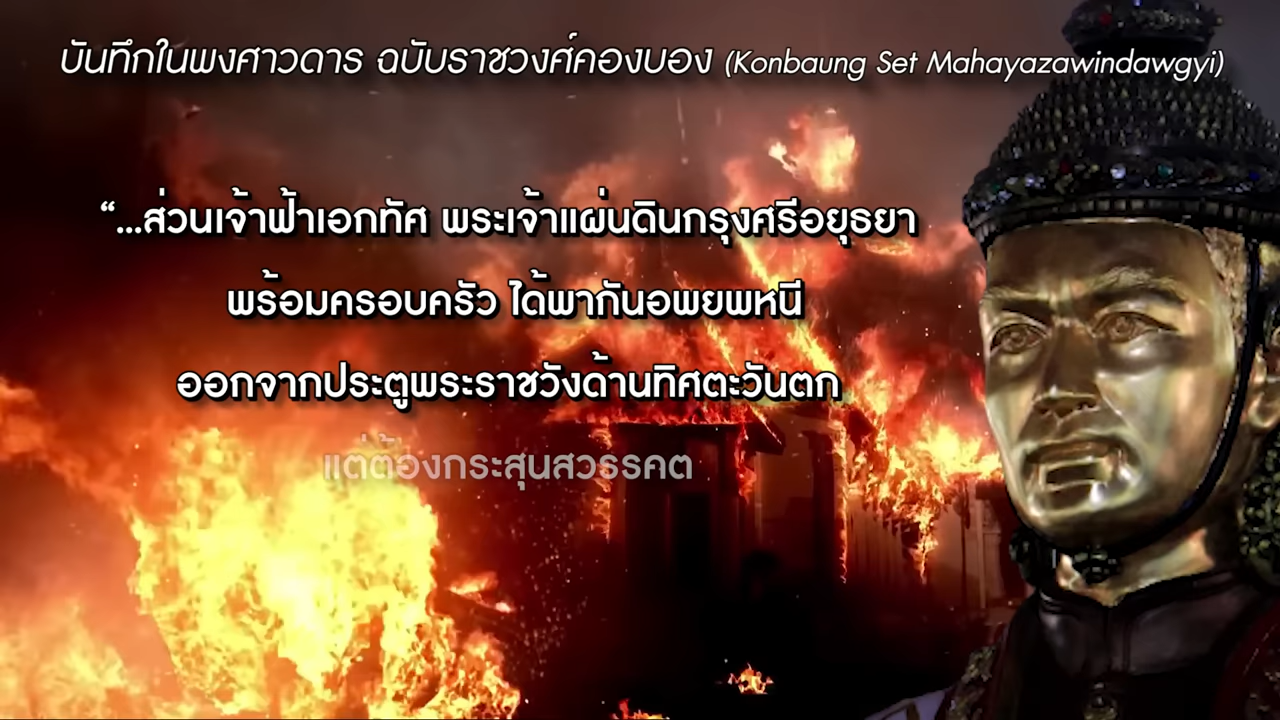 บันทึกในพงศาวดาร ฉบับราชวงศ์คองบอง (Konbaung Set Mahayazawindawgyi)
“...ส่วนเจ้าฟ้าเอกทัศ พระเจ้าแผ่นดินกรุงศรีอยุธยา
พร้อมครอบครัว ได้พากันอพยพหนี
ออกจากประตูพระราชวังด้านทิศตะวันตก
แต่ต้องกระสุนสวรรคต